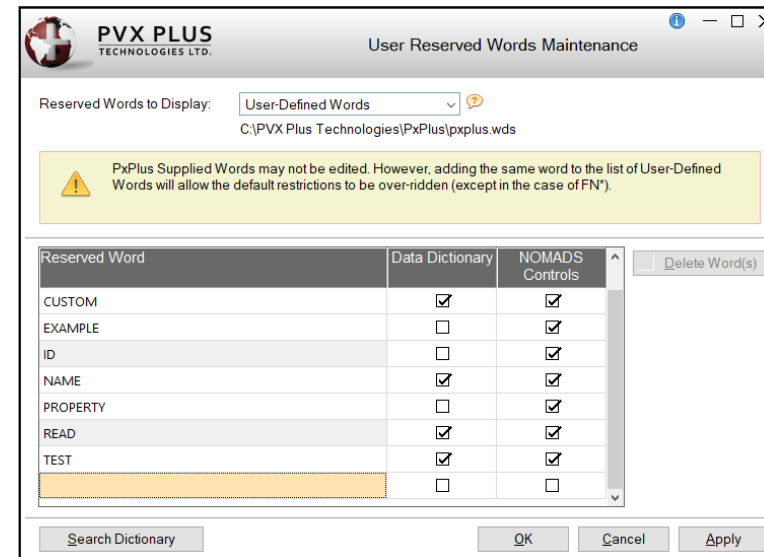 PVX PLUS
TECHNOLOGIES LTD.
User Reserved Words Maintenance
Reserved Words to Display:
User-Defined Words
C:\PVX Plus Technologies\PxPlus\pxplus.wds
PxPlus Supplied Words may not be edited. However, adding the same word to the list of User-Defined
Words will allow the default restrictions to be over-ridden (except in the case of FN*).
Reserved Word
Data Dictionary
NOMADS
Controls
Delete Word(s)
CUSTOM
EXAMPLE
ID
NAME
PROPERTY
READ
TEST
Search Dictionary
OK
Cancel
Apply